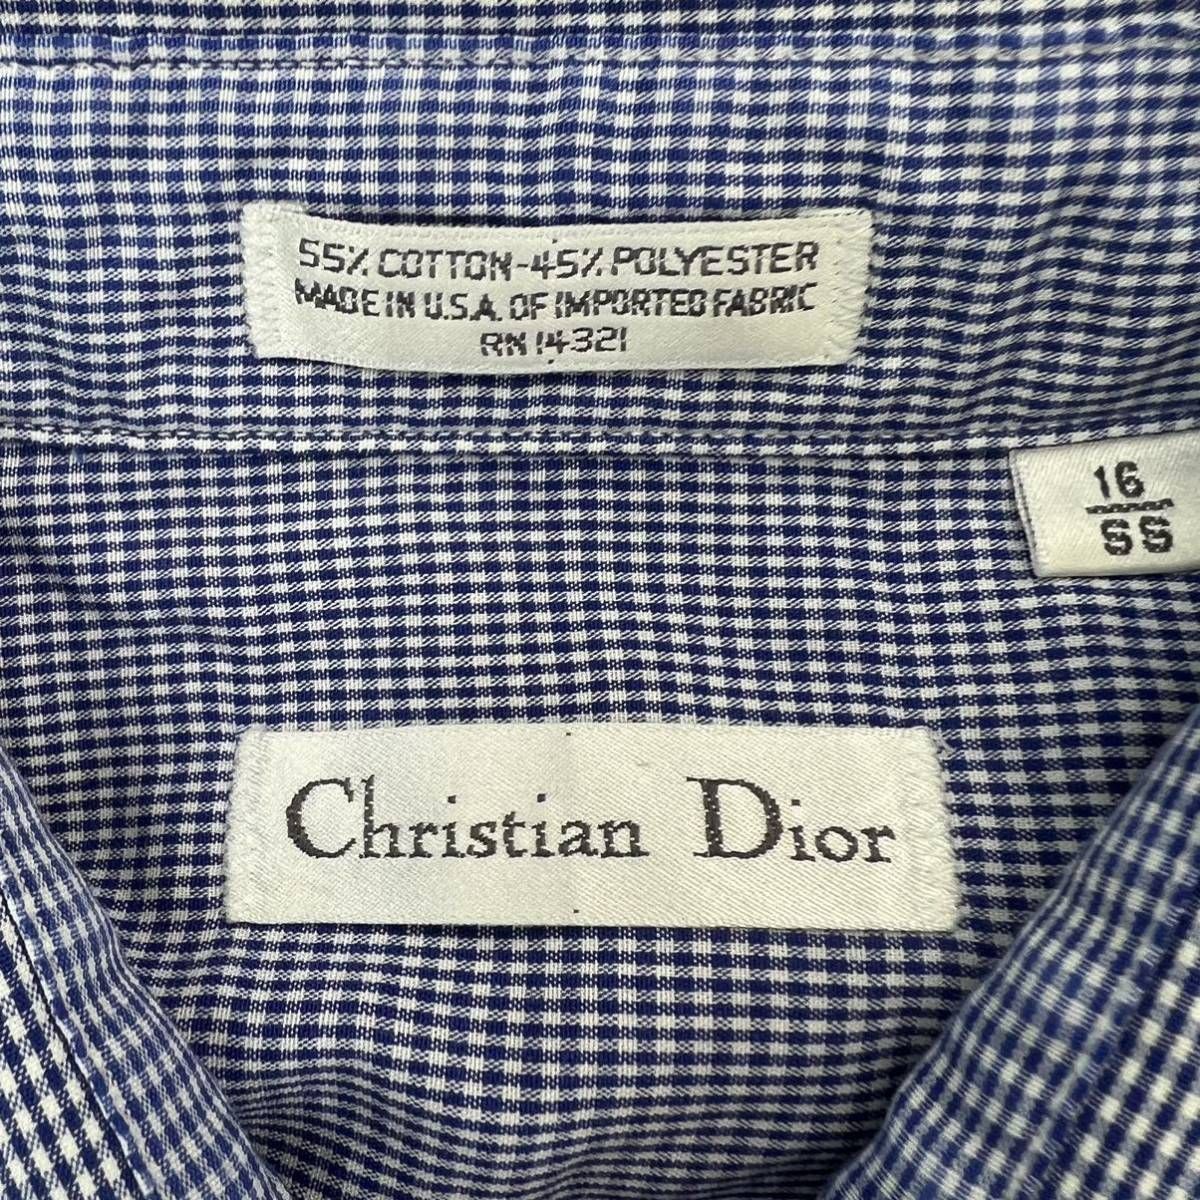 55% COTTON-45% POLYESTER
MADE IN U.S.A. OF IMPORTED FABRIC
RN 14321
16
SS
Christian Dior